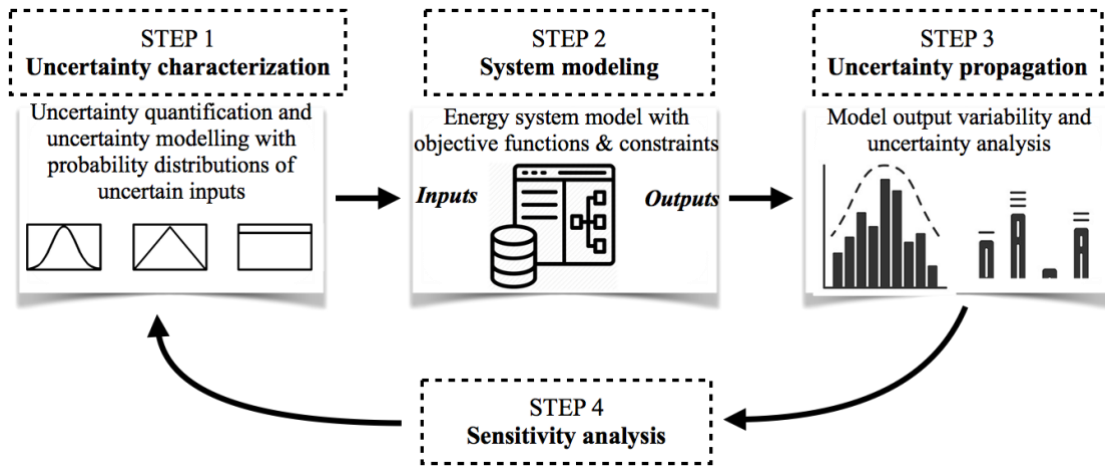 STEP 1
Uncertainty characterization
Uncertainty quantification and
uncertainty modelling with
probability distributions of
uncertain inputs
STEP 2
System modeling
Energy system model with
objective functions & constraints
Inputs
Outputs
STEP 3
Uncertainty propagation
Model output variability and
uncertainty analysis
STEP 4
Sensitivity analysis